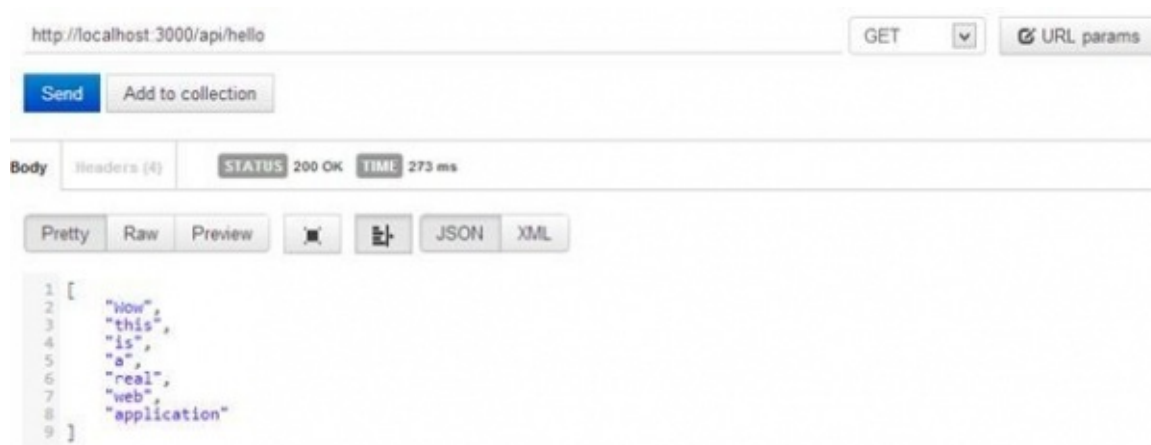 http://localhost:3000/api/hello GET URL params
Send Add to collection
Body Headers (4) STATUS 200 OK TIME 273 ms
Pretty Raw Preview JSON XML
1 [
2 "Wow",
3 "this",
4 "is",
5 "a",
6 "real",
7 "web",
8 "application"
9 ]